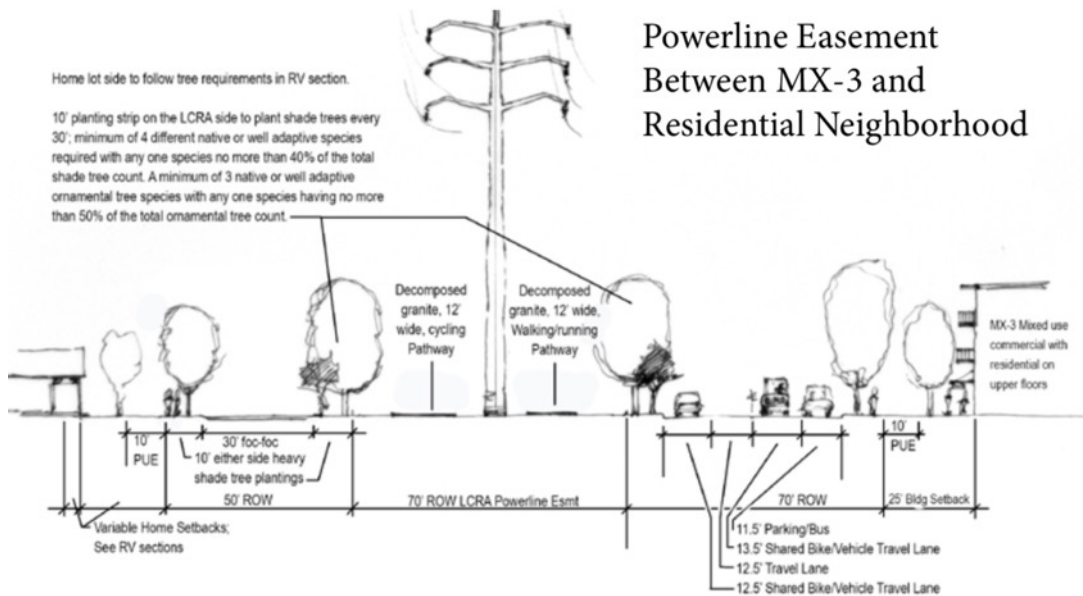 Powerline Easement
Between MX-3 and
Residential Neighborhood
Home lot side to follow tree requirements in RV section.
10' planting strip on the LCRA side to plant shade trees every
30'; minimum of 4 different native or well adaptive species
required with any one species no more than 40% of the total
shade tree count. A minimum of 3 native or well adaptive
ornamental tree species with any one species having no more
than 50% of the total ornamental tree count.
Decomposed
granite, 12'
wide, cycling
Pathway
Decomposed
granite, 12' wide,
Walking/running
Pathway
MX-3 Mixed use
commercial with
residential on
upper floors
10'
PUE
30' foc-foc
10' either side heavy
shade tree plantings
10'
PUE
50' ROW
70' ROW LCRA Powerline Esmt
70' ROW
25' Bldg Setback
Variable Home Setbacks;
See RV sections
11.5' Parking/Bus
13.5' Shared Bike/Vehicle Travel Lane
12.5' Travel Lane
12.5' Shared Bike/Vehicle Travel Lane